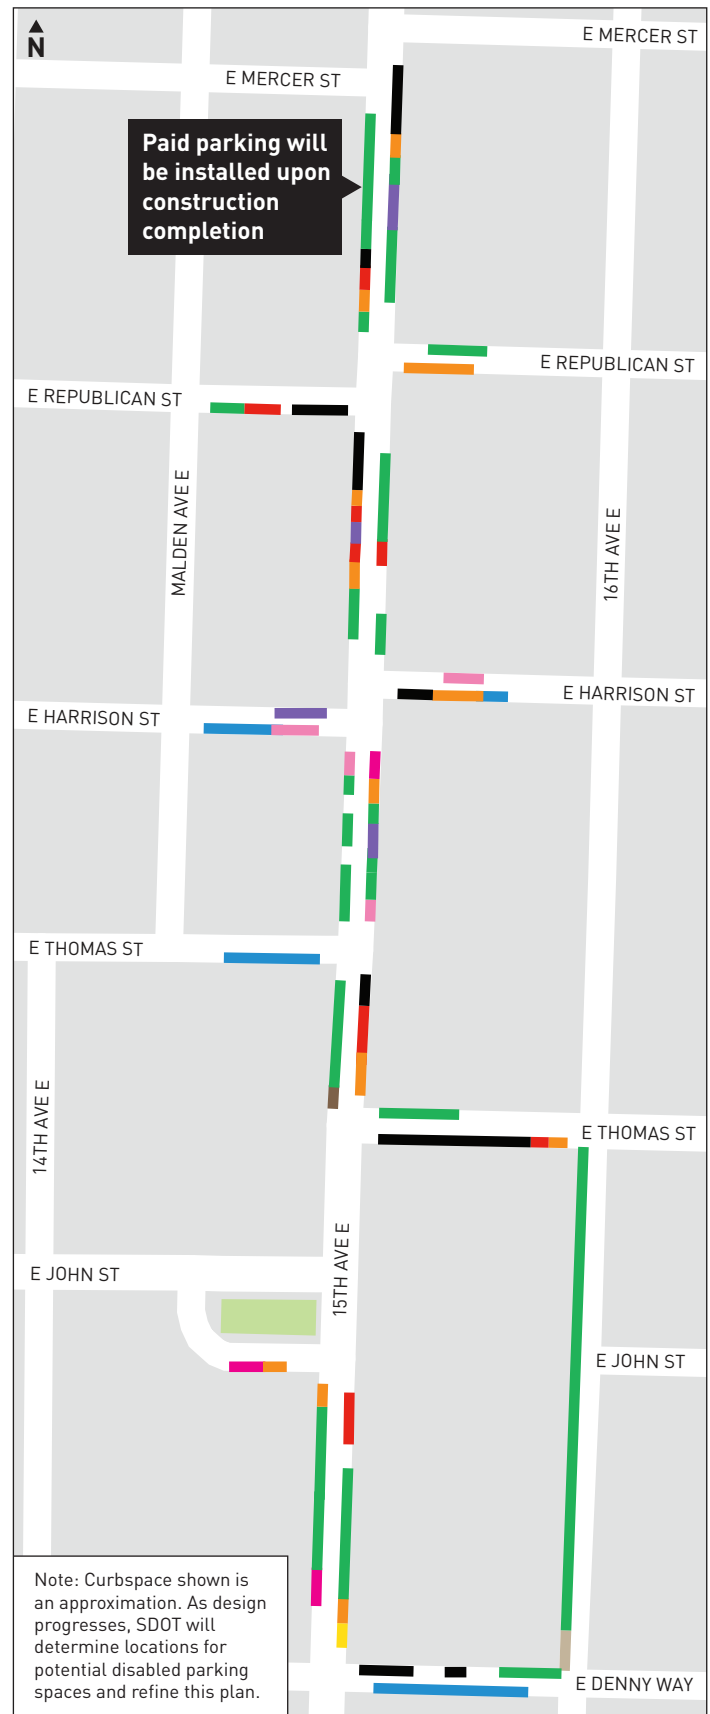 N
E MERCER ST
E MERCER ST
Paid parking will
be installed upon
construction
completion
E REPUBLICAN ST
E REPUBLICAN ST
MALDEN AVE E
16TH AVE E
E HARRISON ST
E HARRISON ST
E THOMAS ST
14TH AVE E
E THOMAS ST
15TH AVE E
E JOHN ST
E JOHN ST
Note: Curbspace shown is
an approximation. As design
progresses, SDOT will
determine locations for
potential disabled parking
spaces and refine this plan.
E DENNY WAY